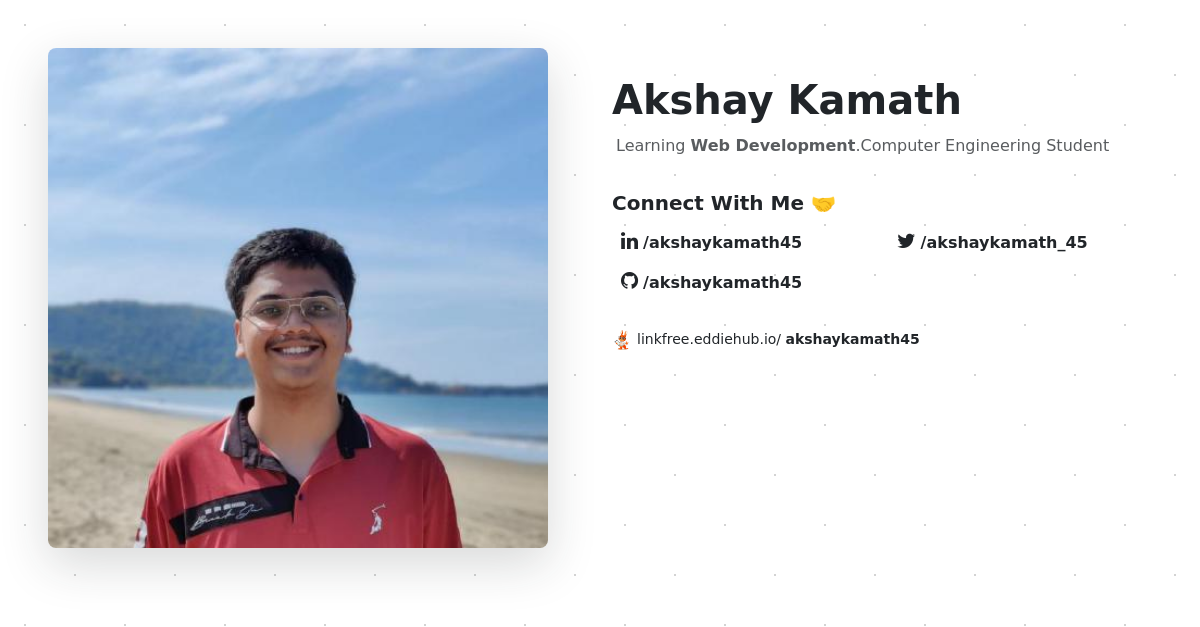 Akshay Kamath
Learning Web Development.Computer Engineering Student
Connect With Me 🤝
/akshaykamath45
/akshaykamath_45
/akshaykamath45
linkfree.eddiehub.io/ akshaykamath45